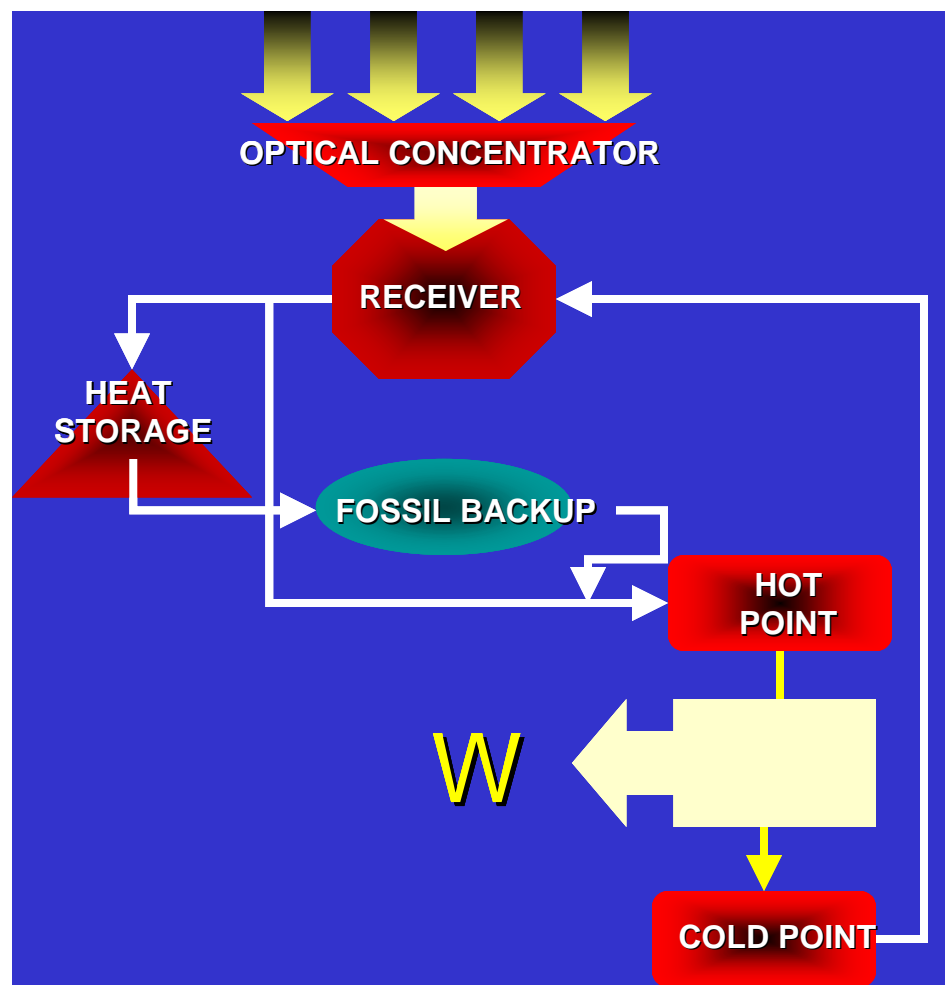 OPTICAL CONCENTRATOR
RECEIVER
HEAT
STORAGE
FOSSIL BACKUP
HOT
POINT
W
COLD POINT